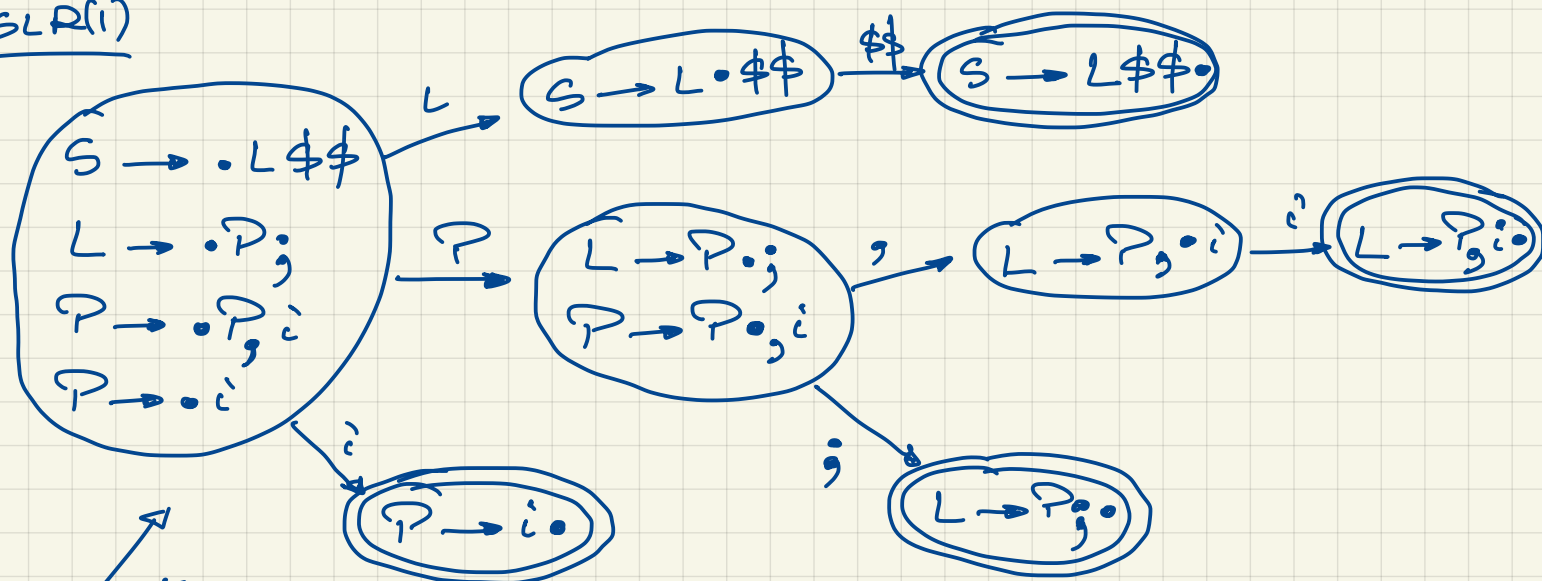 SLR(1)
S → • L $$
L → • P ;
P → • P , i
P → • i
L
S → L • $$
$$
S → L $$ •
P
L → P • ;
P → P • , i
,
L → P , • i
i
L → P , i •
i
P → i •
;
L → P ; •